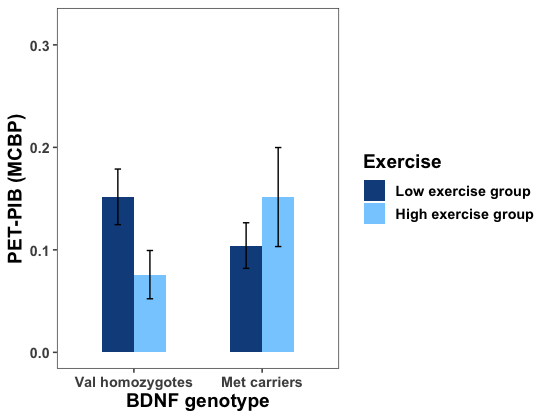 PET-PIB (MCBP)
0.3
0.2
0.1
0.0
Val homozygotes Met carriers
BDNF genotype
Exercise
Low exercise group
High exercise group